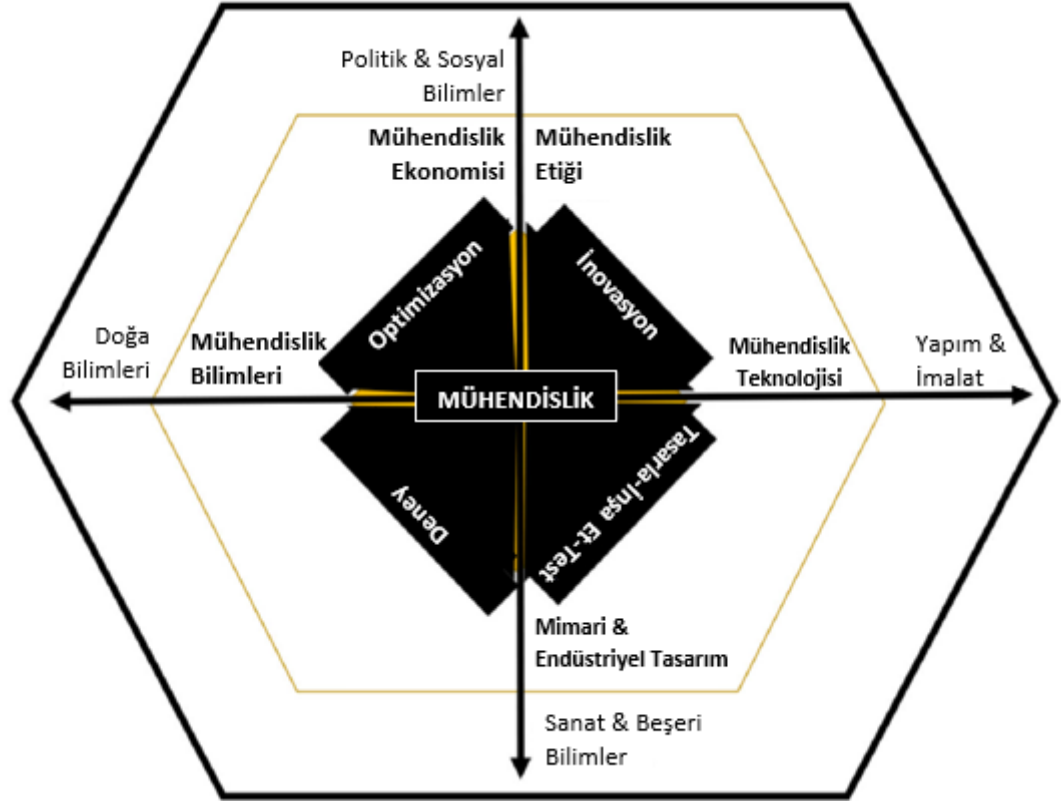 Politik & Sosyal
Bilimler
Mühendislik
Ekonomisi
Mühendislik
Etiği
Optimizasyon
İnovasyon
Doğa
Bilimleri
Mühendislik
Bilimleri
MÜHENDİSLİK
Mühendislik
Teknolojisi
Yapım &
İmalat
Deney
Tasarla-İnşa Et-Test
Mimari &
Endüstriyel Tasarım
Sanat & Beşeri
Bilimler